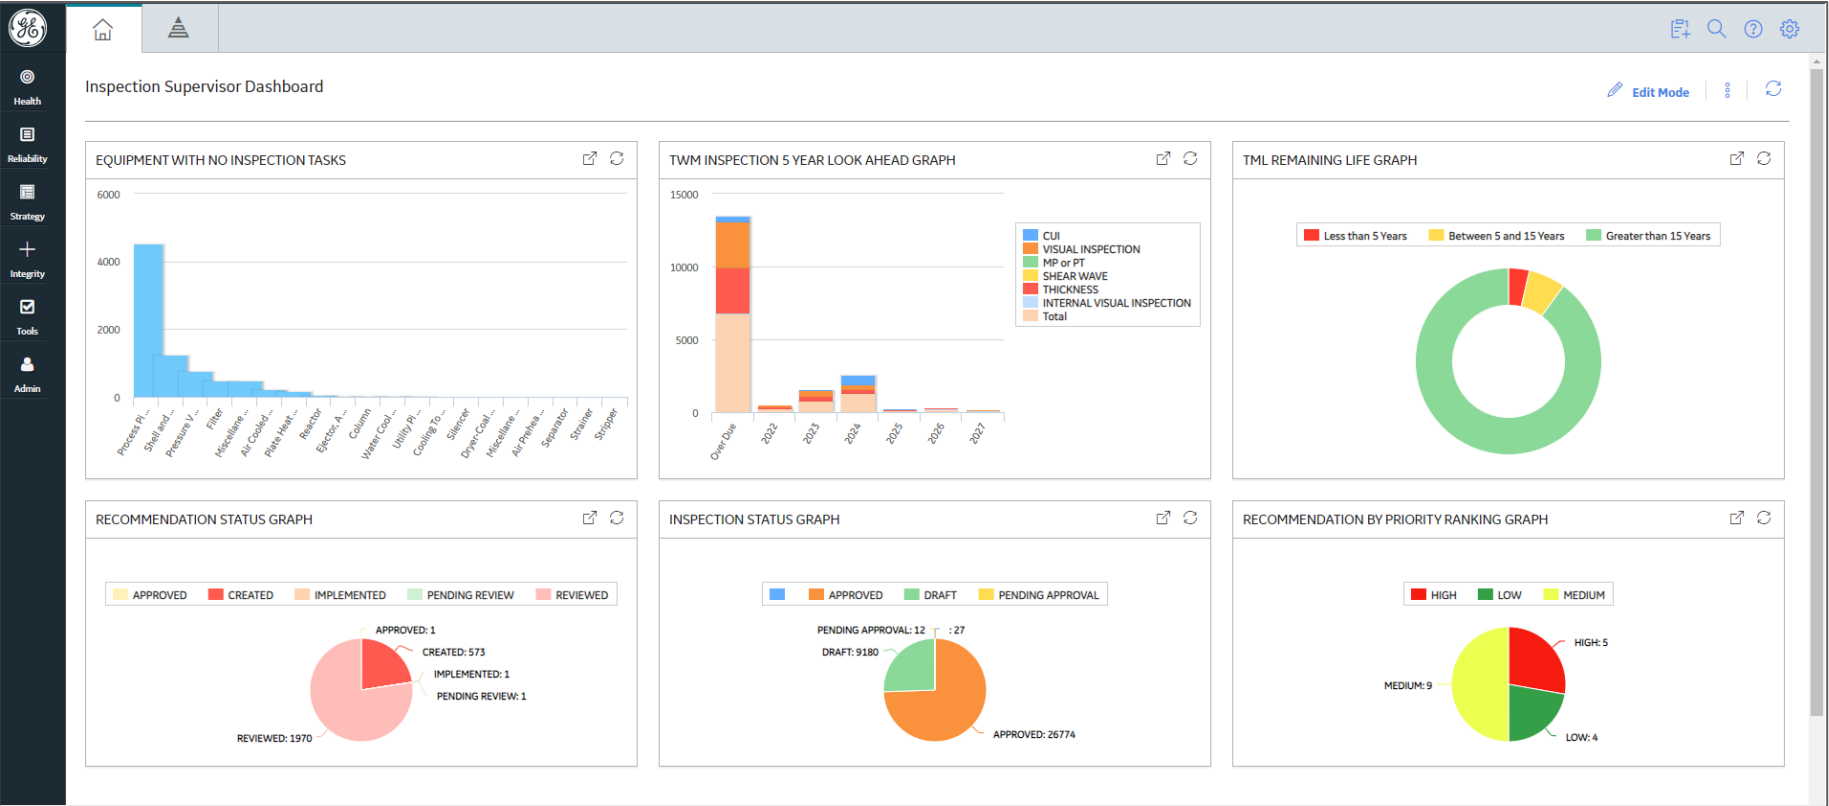 Inspection Supervisor Dashboard
Edit Mode
Health
Reliability
Strategy
Integrity
Tools
Admin
EQUIPMENT WITH NO INSPECTION TASKS
6000
4000
2000
0
Process Pl...
Shell and...
Pressure V...
Filter
Miscellane...
Air Cooled...
Plate Heat...
Reactor
Ejector, A...
Column
Water Cool...
Utility Pi...
Cooling To...
Silencer
Dryer-Coal...
Miscellane...
Air Prehea...
Separator
Strainer
Stripper
TWM INSPECTION 5 YEAR LOOK AHEAD GRAPH
15000
10000
5000
0
Over Due
2022
2023
2024
2025
2026
2027
CUI
VISUAL INSPECTION
MP or PT
SHEAR WAVE
THICKNESS
INTERNAL VISUAL INSPECTION
Total
TML REMAINING LIFE GRAPH
Less than 5 Years
Between 5 and 15 Years
Greater than 15 Years
RECOMMENDATION STATUS GRAPH
APPROVED
CREATED
IMPLEMENTED
PENDING REVIEW
REVIEWED
APPROVED: 1
CREATED: 573
IMPLEMENTED: 1
PENDING REVIEW: 1
REVIEWED: 1970
INSPECTION STATUS GRAPH
APPROVED
DRAFT
PENDING APPROVAL
PENDING APPROVAL: 12
: 27
DRAFT: 9180
APPROVED: 26774
RECOMMENDATION BY PRIORITY RANKING GRAPH
HIGH
LOW
MEDIUM
HIGH: 5
MEDIUM: 9
LOW: 4